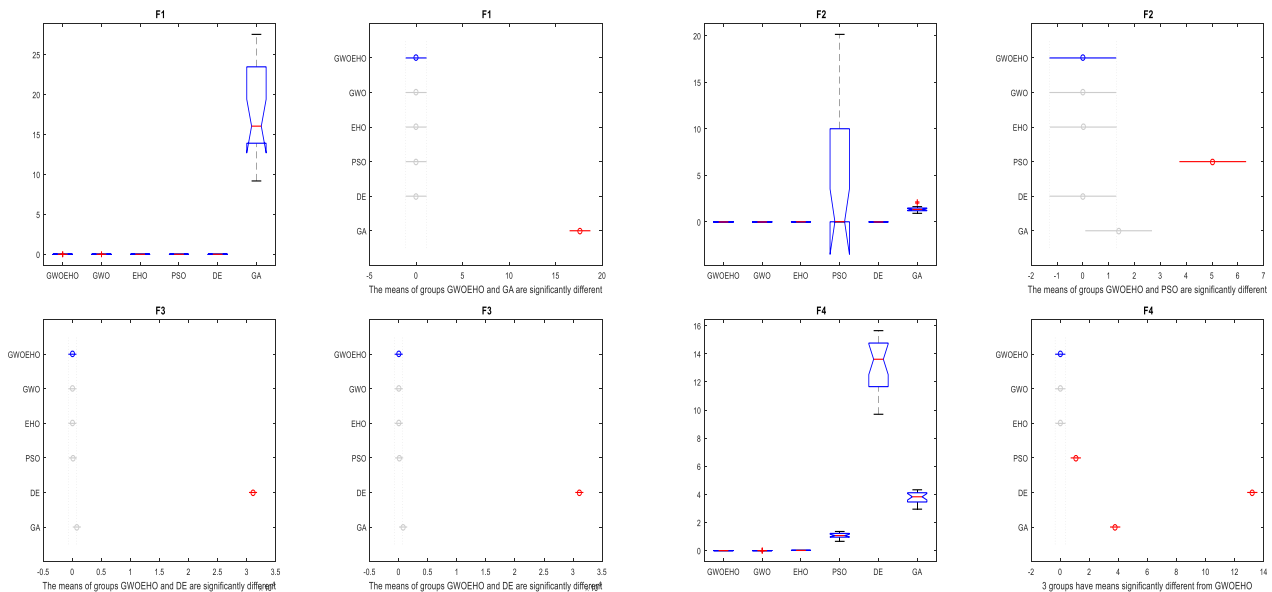 F1
F1
F2
F2
25
20
15
10
5
0
GWOEHO
GWO
EHO
PSO
DE
GA
GWOEHO
GWO
EHO
PSO
DE
GA
-5
0
5
10
15
20
The means of groups GWOEHO and GA are significantly different
20
15
10
5
0
GWOEHO
GWO
EHO
PSO
DE
GA
GWOEHO
GWO
EHO
PSO
DE
GA
-2
-1
0
1
2
3
4
5
6
7
The means of groups GWOEHO and PSO are significantly different
F3
F3
F4
F4
GWOEHO
GWO
EHO
PSO
DE
GA
-0.5
0
0.5
1
1.5
2
2.5
3
3.5
The means of groups GWOEHO and DE are significantly different
GWOEHO
GWO
EHO
PSO
DE
GA
-0.5
0
0.5
1
1.5
2
2.5
3
3.5
The means of groups GWOEHO and DE are significantly different
16
14
12
10
8
6
4
2
0
GWOEHO
GWO
EHO
PSO
DE
GA
GWOEHO
GWO
EHO
PSO
DE
GA
-2
0
2
4
6
8
10
12
14
3 groups have means significantly different from GWOEHO